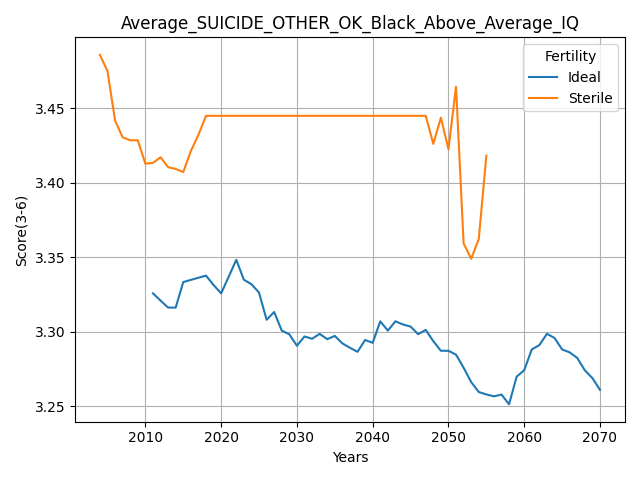 Average_SUICIDE_OTHER_OK_Black_Above_Average_IQ
Fertility
Ideal
Sterile
Score(3-6)
3.45
3.40
3.35
3.30
3.25
2010 2020 2030 2040 2050 2060 2070
Years